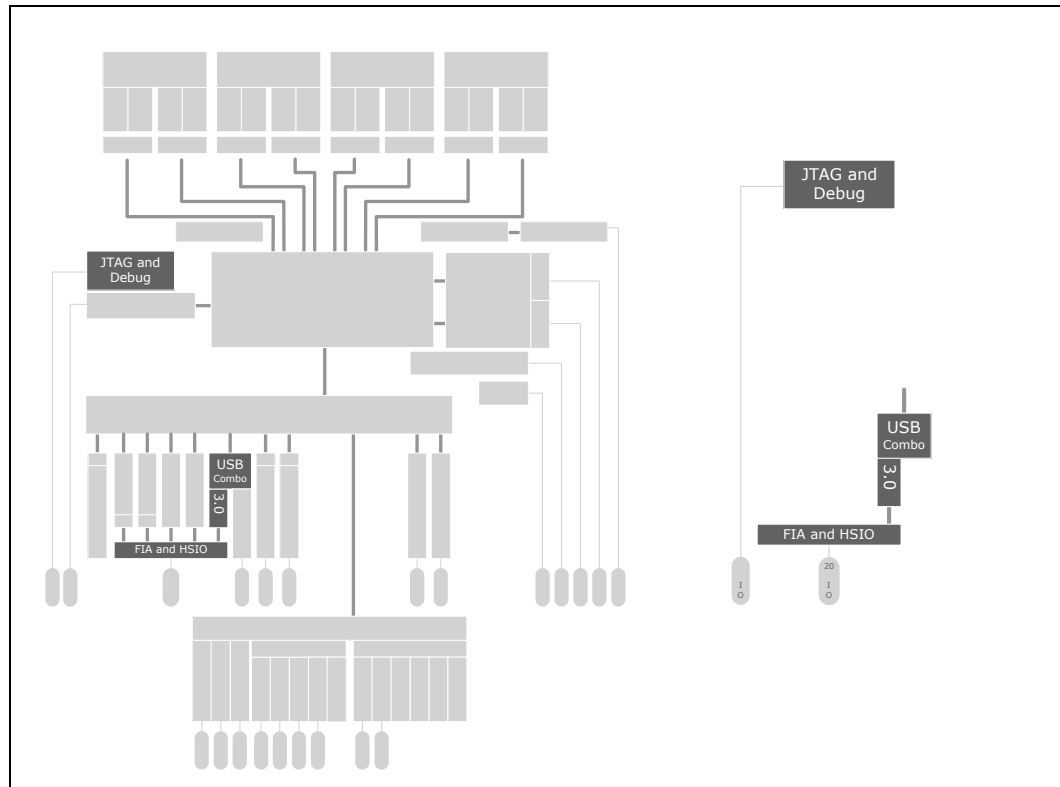 JTAG and
Debug
USB
Combo
3.0
FIA and HSIO
JTAG and
Debug
USB
Combo
3.0
FIA and HSIO
I
O
20
I
O